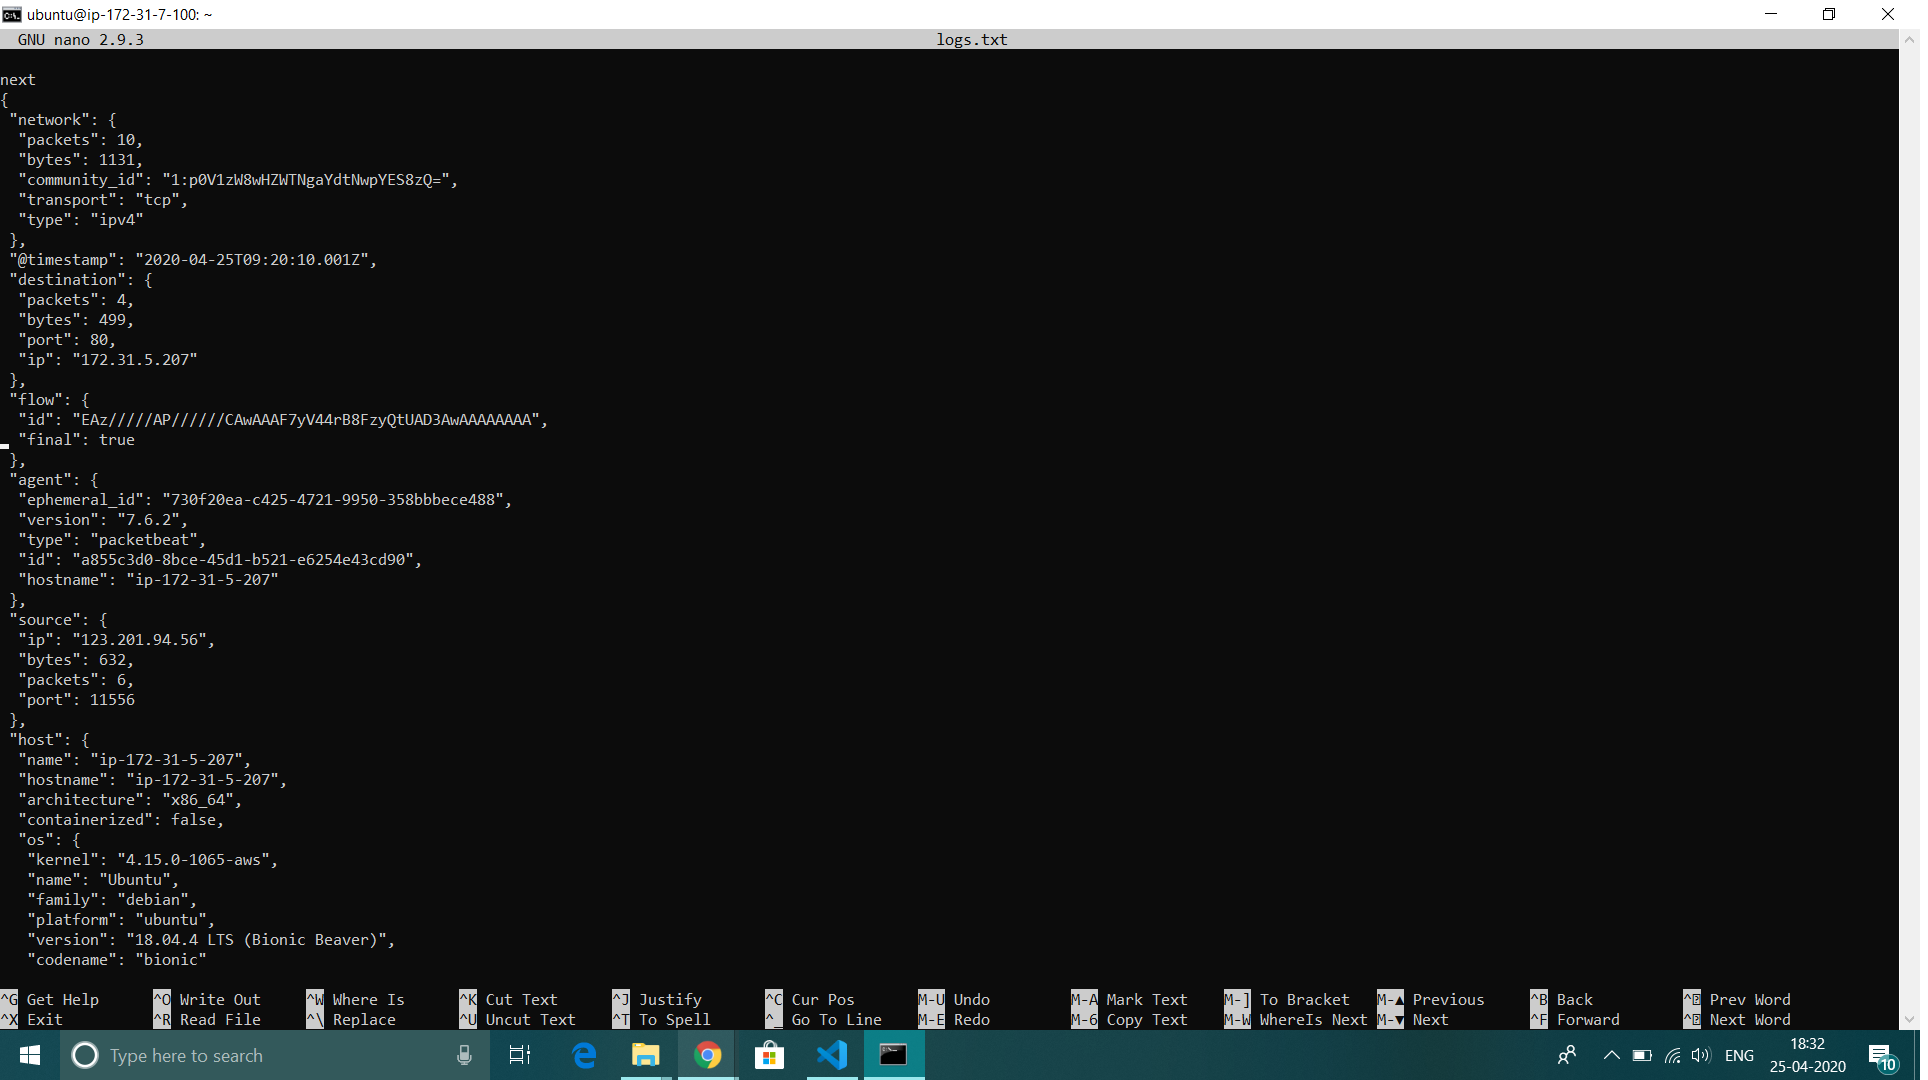 ubuntu@ip-172-31-7-100: ~
GNU nano 2.9.3 logs.txt
next
{
 "network": {
  "packets": 10,
  "bytes": 1131,
  "community_id": "1:p0V1zW8wHZWTNgaYdtNwpYES8zQ=",
  "transport": "tcp",
  "type": "ipv4"
 },
 "@timestamp": "2020-04-25T09:20:10.001Z",
 "destination": {
  "packets": 4,
  "bytes": 499,
  "port": 80,
  "ip": "172.31.5.207"
 },
 "flow": {
  "id": "EAz/////AP//////CAwAAAF7yV44rB8FzyQtUAD3AwAAAAAAAA",
  "final": true
 },
 "agent": {
  "ephemeral_id": "730f20ea-c425-4721-9950-358bbbece488",
  "version": "7.6.2",
  "type": "packetbeat",
  "id": "a855c3d0-8bce-45d1-b521-e6254e43cd90",
  "hostname": "ip-172-31-5-207"
 },
 "source": {
  "ip": "123.201.94.56",
  "bytes": 632,
  "packets": 6,
  "port": 11556
 },
 "host": {
  "name": "ip-172-31-5-207",
  "hostname": "ip-172-31-5-207",
  "architecture": "x86_64",
  "containerized": false,
  "os": {
   "kernel": "4.15.0-1065-aws",
   "name": "Ubuntu",
   "family": "debian",
   "platform": "ubuntu",
   "version": "18.04.4 LTS (Bionic Beaver)",
   "codename": "bionic"
^G Get Help ^O Write Out ^W Where Is ^K Cut Text ^J Justify ^C Cur Pos M-U Undo M-A Mark Text M-] To Bracket M-▲ Previous ^B Back ^ Prev Word
^X Exit ^R Read File ^\ Replace ^U Uncut Text ^T To Spell ^_ Go To Line M-E Redo M-6 Copy Text M-W WhereIs Next M-▼ Next ^F Forward ^ Next Word
Type here to search
ENG
18:32
25-04-2020
10